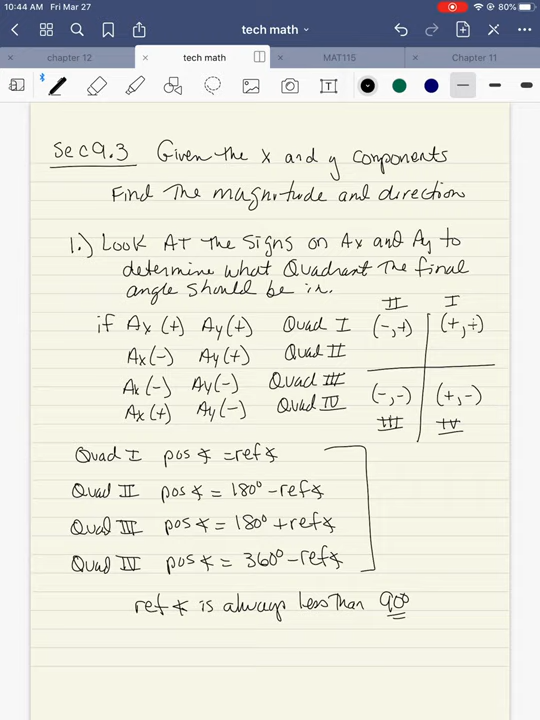 10:44 AM Fri Mar 27
80%
tech math
chapter 12
tech math
MAT115
Chapter 11
Sec 9.3 Given the x and y components
Find the magnitude and direction
1.) Look At the signs on Ax and Ay to
determine what Quadrant the final
angle should be in.
II I
if Ax (+) Ay (+) Quad I (-,+) (+,+)
Ax (-) Ay (+) Quad II
Ax (-) Ay (-) Quad III (-,-) (+,-)
Ax (+) Ay (-) Quad IV III IV
Quad I pos ∡ = ref∡
Quad II pos ∡ = 180° - ref∡
Quad III pos ∡ = 180° + ref∡
Quad III pos ∡ = 360° - ref∡
ref ∡ is always less than 90°